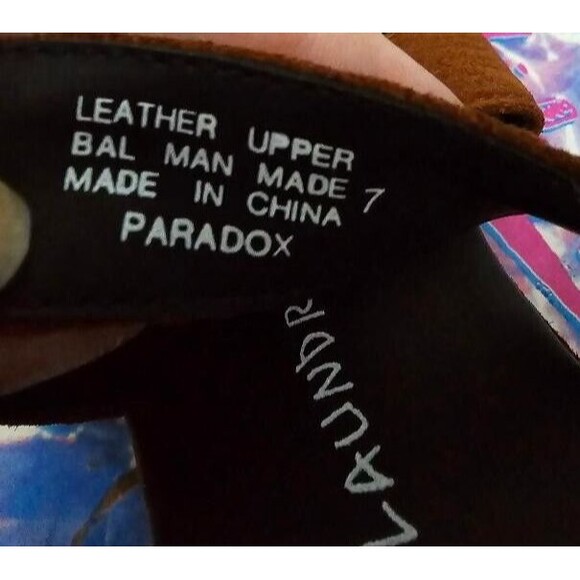 LEATHER UPPER
BAL MAN MADE 7
MADE IN CHINA
PARADOX
LAUNDR